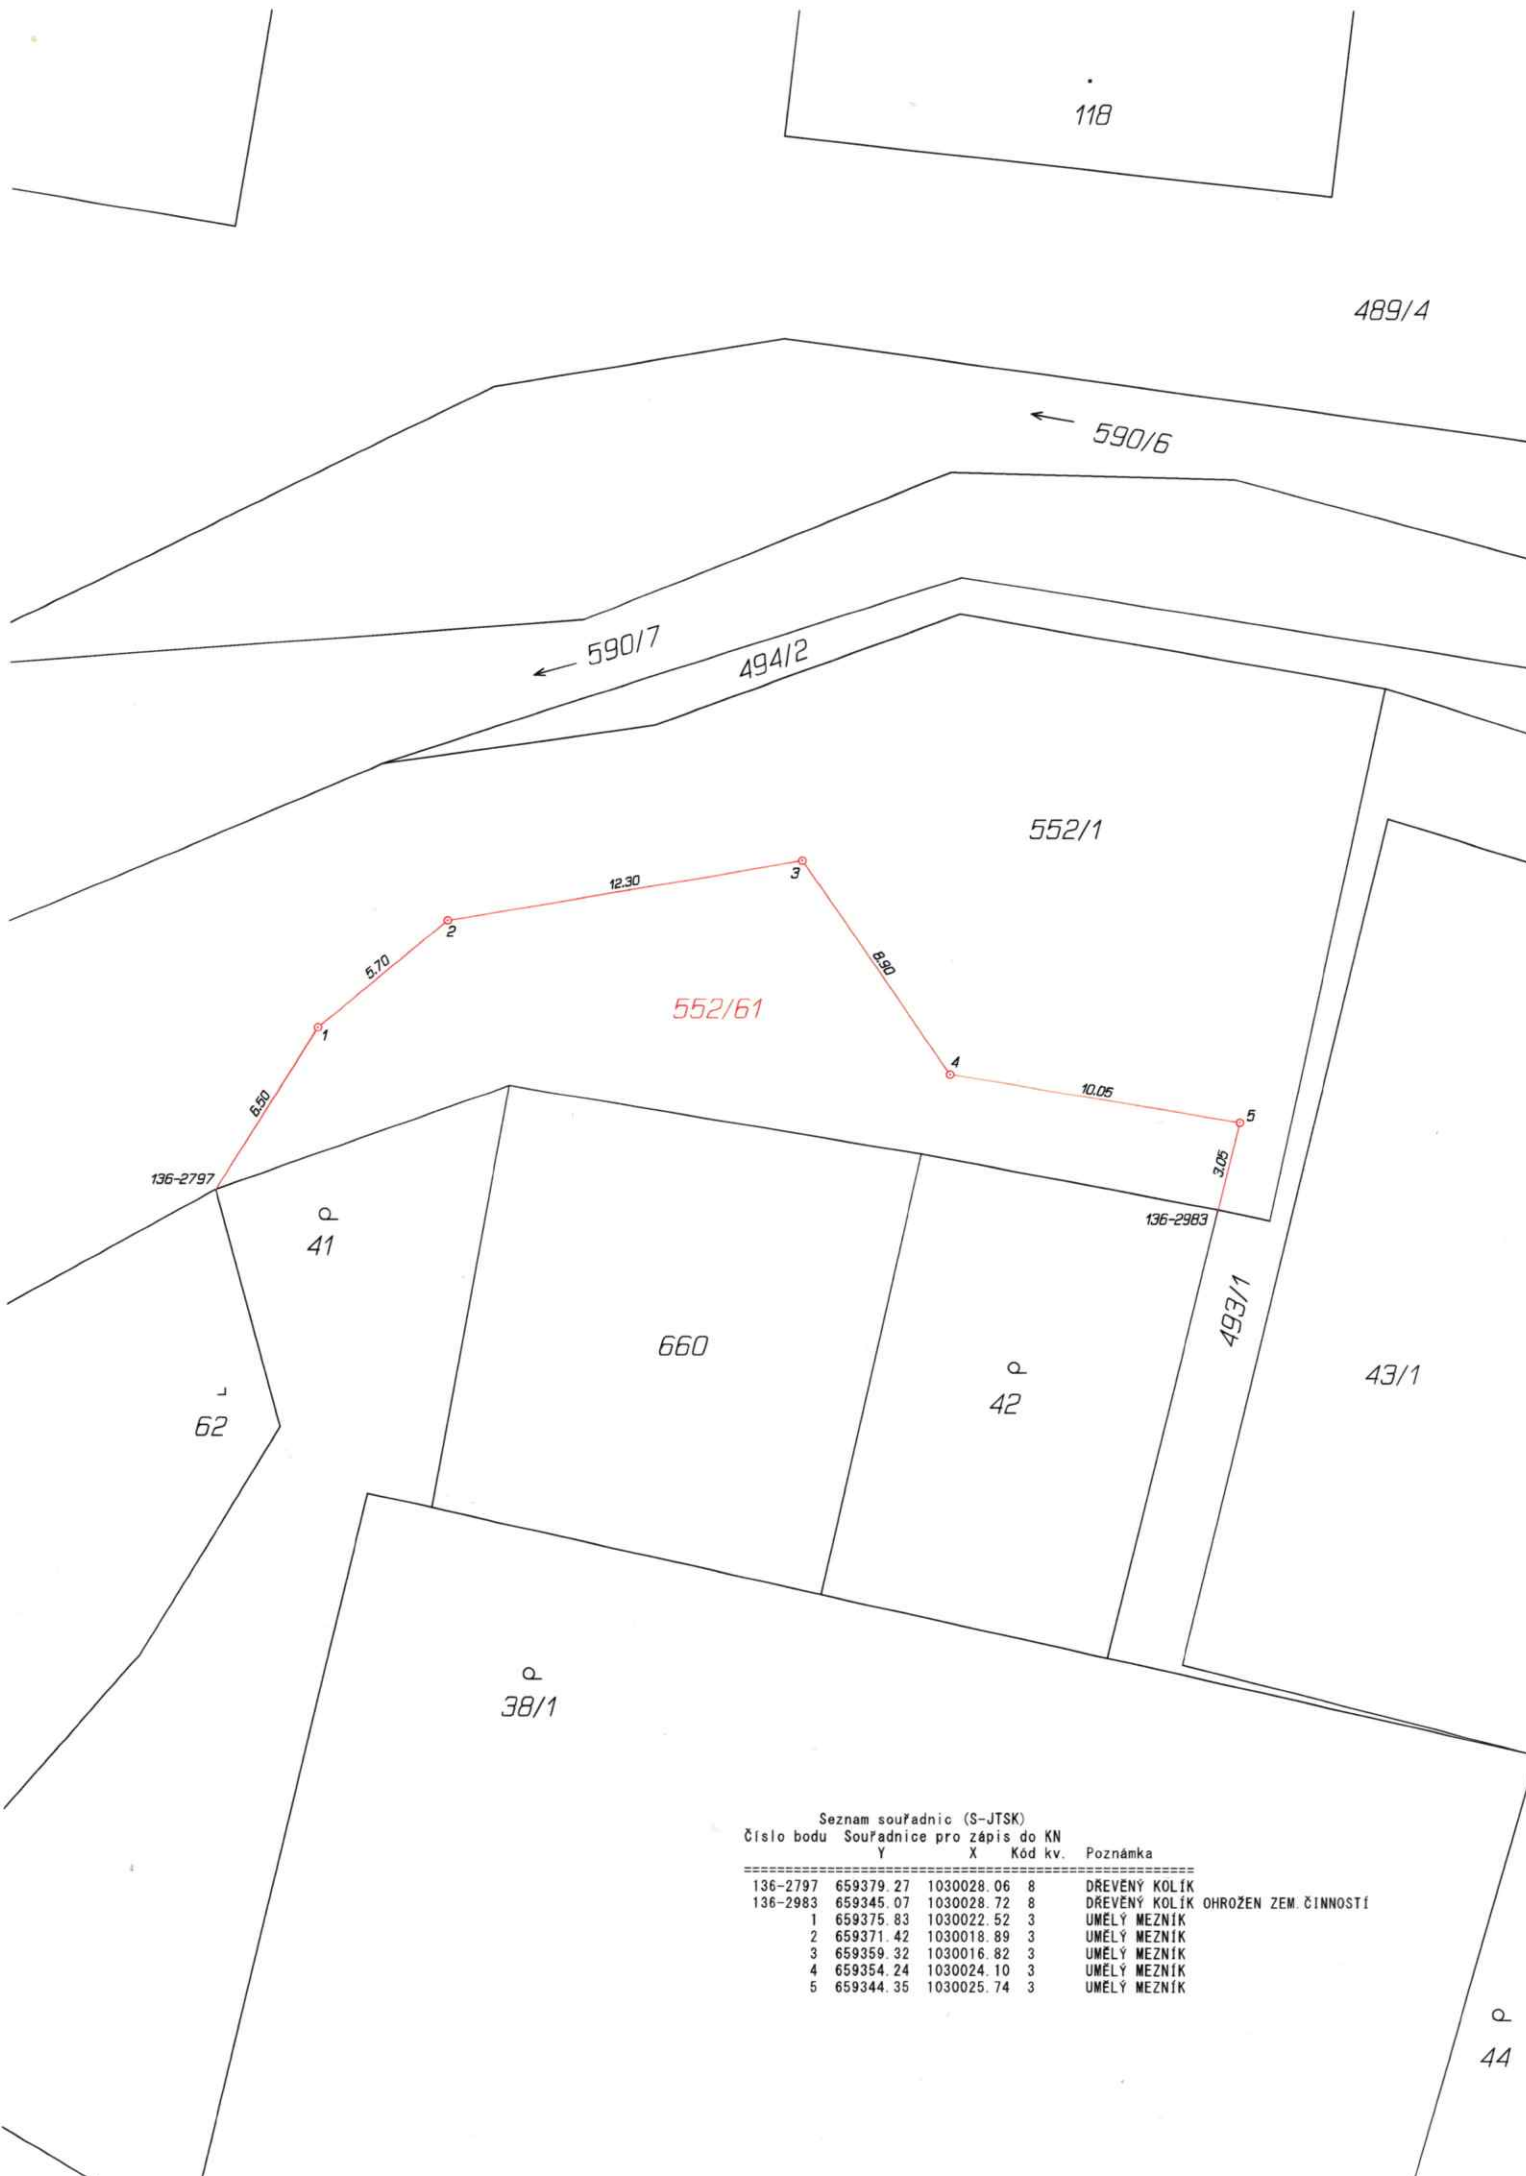 118
489/4
590/6
590/7
494/2
552/1
3
12.30
2
8.90
5.70
552/61
1
4
10.05
5
6.50
3.05
136-2797
136-2983
P
41
493/1
660
P
42
43/1
L
62
P
38/1
Seznam souřadnic (S-JTSK)
Číslo bodu Souřadnice pro zápis do KN
Y X Kód kv. Poznámka
======================================================
136-2797 659379.27 1030028.06 8 DŘEVĚNÝ KOLÍK
136-2983 659345.07 1030028.72 8 DŘEVĚNÝ KOLÍK OHROŽEN ZEM.ČINNOSTÍ
1 659375.83 1030022.52 3 UMĚLÝ MEZNÍK
2 659371.42 1030018.89 3 UMĚLÝ MEZNÍK
3 659359.32 1030016.82 3 UMĚLÝ MEZNÍK
4 659354.24 1030024.10 3 UMĚLÝ MEZNÍK
5 659344.35 1030025.74 3 UMĚLÝ MEZNÍK
P
44